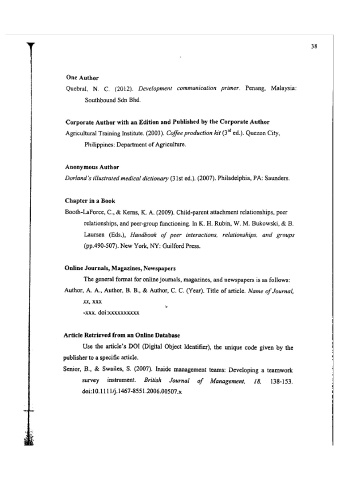 38
One Author
Quebral, N. C. (2012). Development communication primer. Penang, Malaysia:
Southbound Sdn Bhd.
Corporate Author with an Edition and Published by the Corporate Author
Agricultural Training Institute. (2003). Coffee production kit (3rd ed.). Quezon City,
Philippines: Department of Agriculture.
Anonymous Author
Dorland's illustrated medical dictionary (31st ed.). (2007). Philadelphia, PA: Saunders.
Chapter in a Book
Booth-LaForce, C., & Kerns, K. A. (2009). Child-parent attachment relationships, peer
relationships, and peer-group functioning. In K. H. Rubin, W. M. Bukowski, & B.
Laursen (Eds.), Handbook of peer interactions, relationships, and groups
(pp.490-507). New York, NY: Guilford Press.
Online Journals, Magazines, Newspapers
The general format for online journals, magazines, and newspapers is as follows:
Author, A. A., Author, B. B., & Author, C. C. (Year). Title of article. Name of Journal,
xx, xxx
-xxx. doi:xxxxxxxxxx
Article Retrieved from an Online Database
Use the article's DOI (Digital Object Identifier), the unique code given by the
publisher to a specific article.
Senior, B., & Swailes, S. (2007). Inside management teams: Developing a teamwork
survey instrument. British Journal of Management, 18, 138-153.
doi:10.1111/j.1467-8551.2006.00507.x